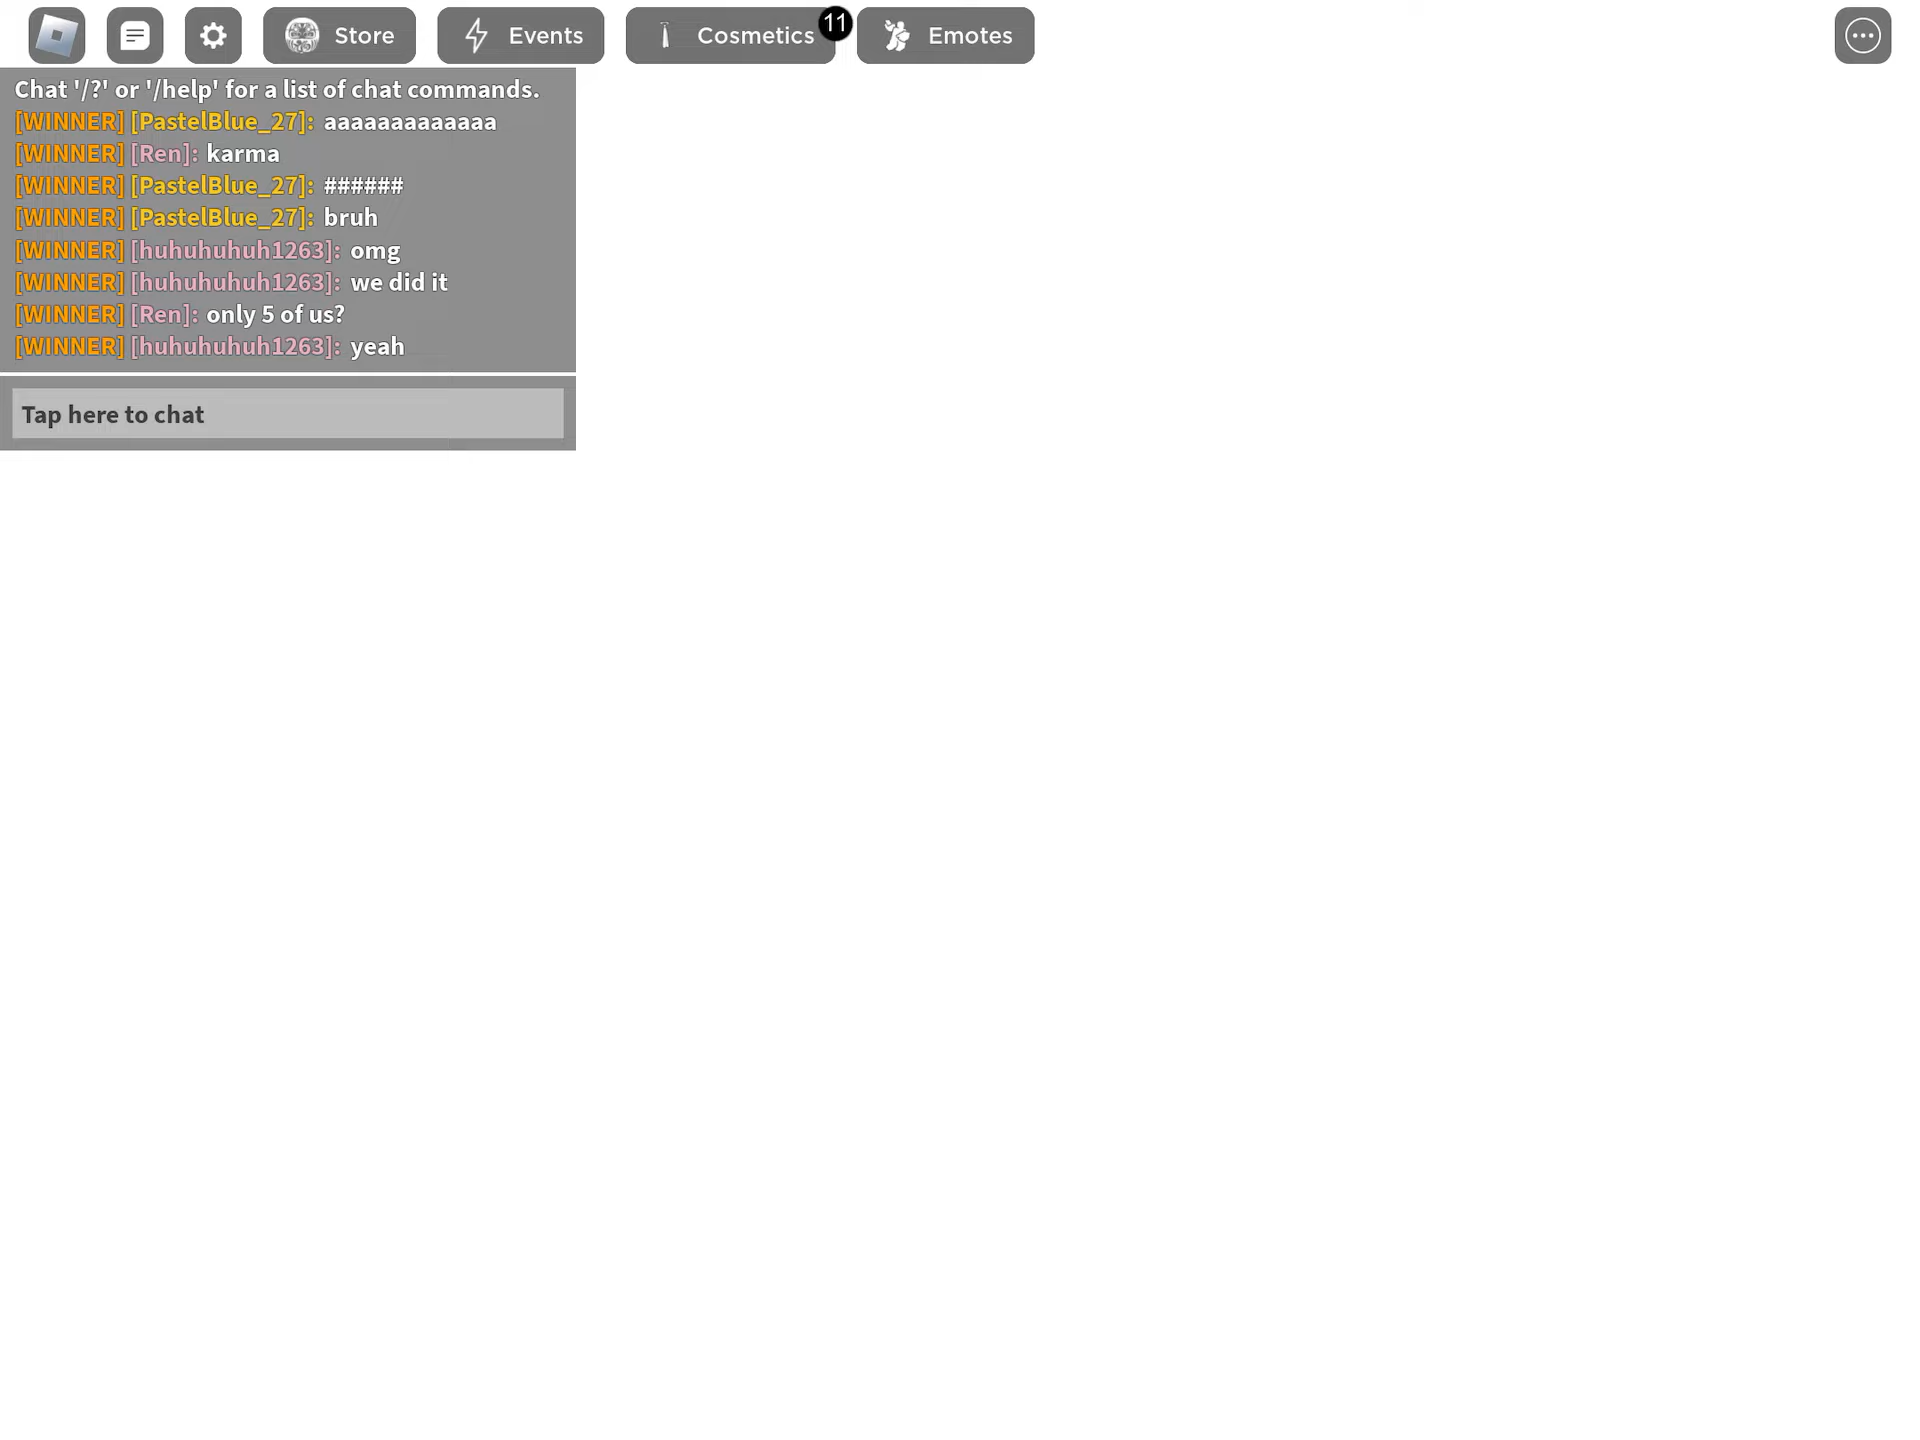 Store
Events
Cosmetics
11
Emotes
Chat '/?' or '/help' for a list of chat commands.
[WINNER] [PastelBlue_27]: aaaaaaaaaaaaa
[WINNER] [Ren]: karma
[WINNER] [PastelBlue_27]: ######
[WINNER] [PastelBlue_27]: bruh
[WINNER] [huhuhuhuh1263]: omg
[WINNER] [huhuhuhuh1263]: we did it
[WINNER] [Ren]: only 5 of us?
[WINNER] [huhuhuhuh1263]: yeah
Tap here to chat